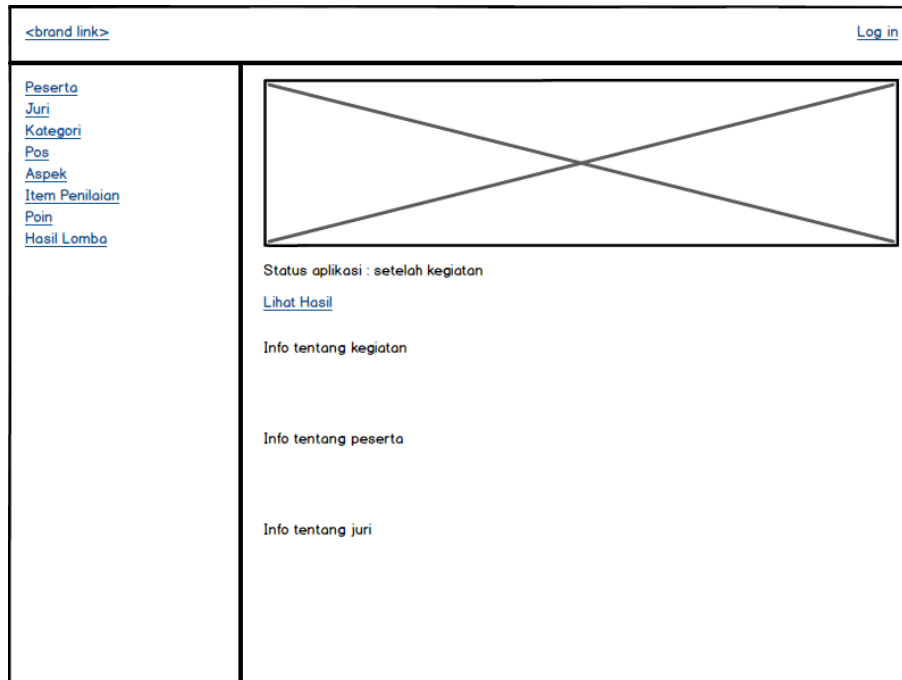 <brand link>
Log in
Peserta
Juri
Kategori
Pos
Aspek
Item Penilaian
Poin
Hasil Lomba
Status aplikasi : setelah kegiatan
Lihat Hasil
Info tentang kegiatan
Info tentang peserta
Info tentang juri